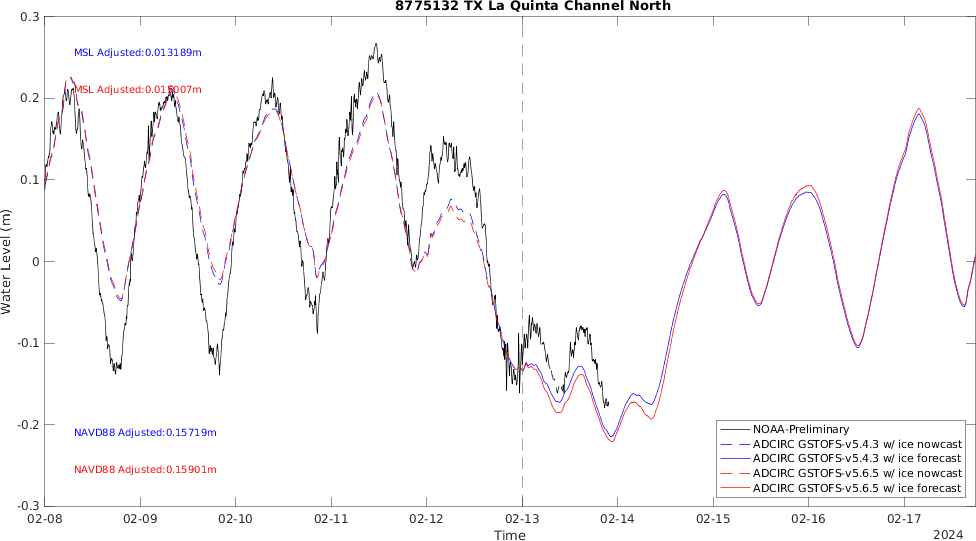 8775132 TX La Quinta Channel North
0.3
0.2
0.1
0
-0.1
-0.2
-0.3
Water Level (m)
MSL Adjusted:0.013189m
MSL Adjusted:
NAVD88 Adjusted:0.15719m
NAVD88 Adjusted:0.15901m
NOAA-Preliminary
ADCIRC GSTOFS-v5.4.3 w/ ice nowcast
ADCIRC GSTOFS-v5.4.3 w/ ice forecast
ADCIRC GSTOFS-v5.6.5 w/ ice nowcast
ADCIRC GSTOFS-v5.6.5 w/ ice forecast
02-08 02-09 02-10 02-11 02-12 02-13 02-14 02-15 02-16 02-17
Time
2024